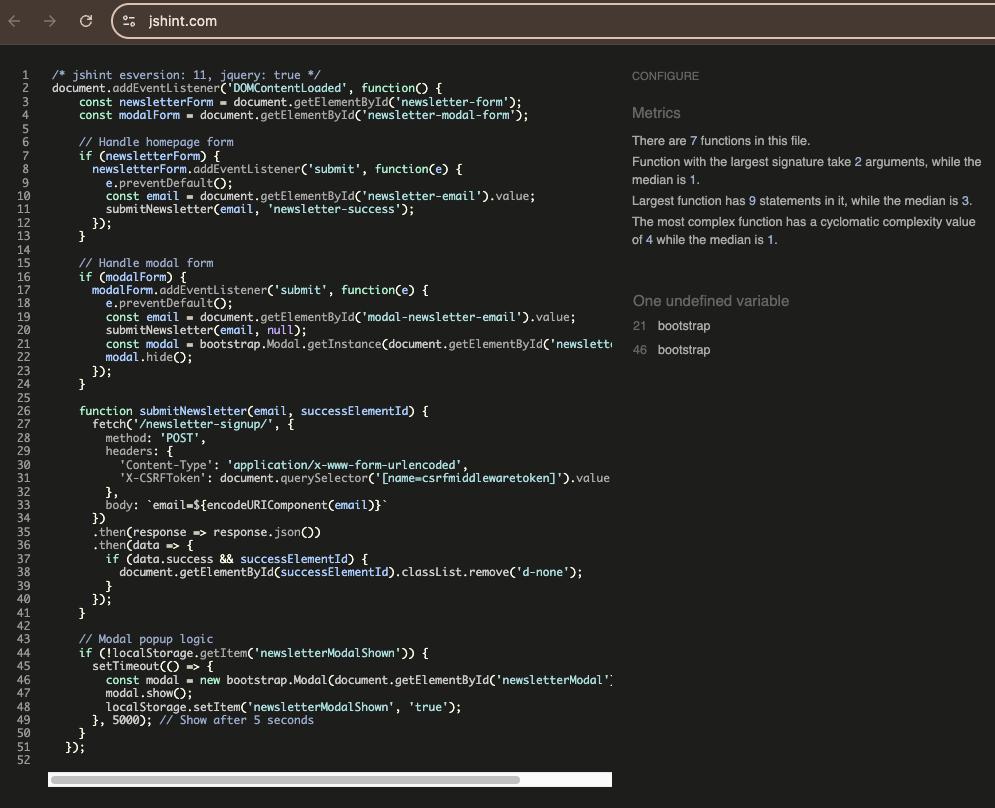 jshint.com
1 /* jshint esversion: 11, jquery: true */
2 document.addEventListener('DOMContentLoaded', function() {
3     const newsletterForm = document.getElementById('newsletter-form');
4     const modalForm = document.getElementById('newsletter-modal-form');
5
6     // Handle homepage form
7     if (newsletterForm) {
8       newsletterForm.addEventListener('submit', function(e) {
9         e.preventDefault();
10         const email = document.getElementById('newsletter-email').value;
11         submitNewsletter(email, 'newsletter-success');
12       });
13     }
14
15     // Handle modal form
16     if (modalForm) {
17       modalForm.addEventListener('submit', function(e) {
18         e.preventDefault();
19         const email = document.getElementById('modal-newsletter-email').value;
20         submitNewsletter(email, null);
21         const modal = bootstrap.Modal.getInstance(document.getElementById('newslette
22         modal.hide();
23       });
24     }
25
26     function submitNewsletter(email, successElementId) {
27       fetch('/newsletter-signup/', {
28         method: 'POST',
29         headers: {
30           'Content-Type': 'application/x-www-form-urlencoded',
31           'X-CSRFToken': document.querySelector('[name=csrfmiddlewaretoken]').value
32         },
33         body: `email=${encodeURIComponent(email)}`
34       })
35       .then(response => response.json())
36       .then(data => {
37         if (data.success && successElementId) {
38           document.getElementById(successElementId).classList.remove('d-none');
39         }
40       });
41     }
42
43     // Modal popup logic
44     if (!localStorage.getItem('newsletterModalShown')) {
45       setTimeout(() => {
46         const modal = new bootstrap.Modal(document.getElementById('newsletterModal')
47         modal.show();
48         localStorage.setItem('newsletterModalShown', 'true');
49       }, 5000); // Show after 5 seconds
50     }
51   });
52
CONFIGURE
Metrics
There are 7 functions in this file.
Function with the largest signature take 2 arguments, while the
median is 1.
Largest function has 9 statements in it, while the median is 3.
The most complex function has a cyclomatic complexity value
of 4 while the median is 1.
One undefined variable
21 bootstrap
46 bootstrap